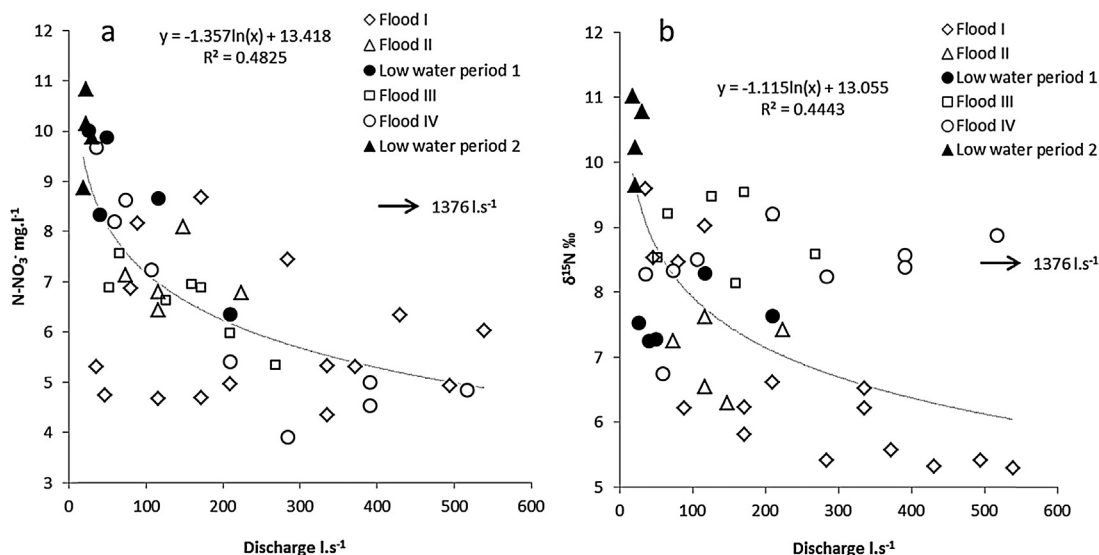 a
y = -1.357ln(x) + 13.418
R² = 0.4825
Flood I
Flood II
Low water period 1
Flood III
Flood IV
Low water period 2
1376 l.s⁻¹
12
11
10
9
8
7
6
5
4
3
N-NO₃⁻ mg.l⁻¹
0 100 200 300 400 500 600
Discharge l.s⁻¹
b
y = -1.115ln(x) + 13.055
R² = 0.4443
Flood I
Flood II
Low water period 1
Flood III
Flood IV
Low water period 2
1376 l.s⁻¹
12
11
10
9
8
7
6
5
δ¹⁵N ‰
0 100 200 300 400 500 600
Discharge l.s⁻¹